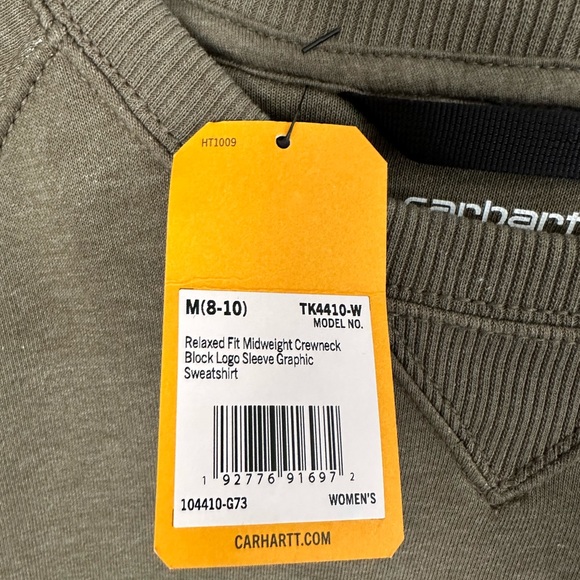 HT1009
carhartt
M(8-10) TK4410-W
MODEL NO.
Relaxed Fit Midweight Crewneck
Block Logo Sleeve Graphic
Sweatshirt
1 92776 91697 2
104410-G73 WOMEN'S
CARHARTT.COM